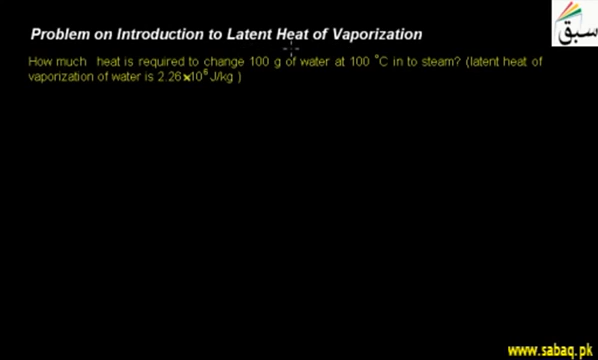 Problem on Introduction to Latent Heat of Vaporization
سبق
How much heat is required to change 100 g of water at 100 °C in to steam? (latent heat of
vaporization of water is 2.26×10⁶ J/kg )
www.sabaq.pk